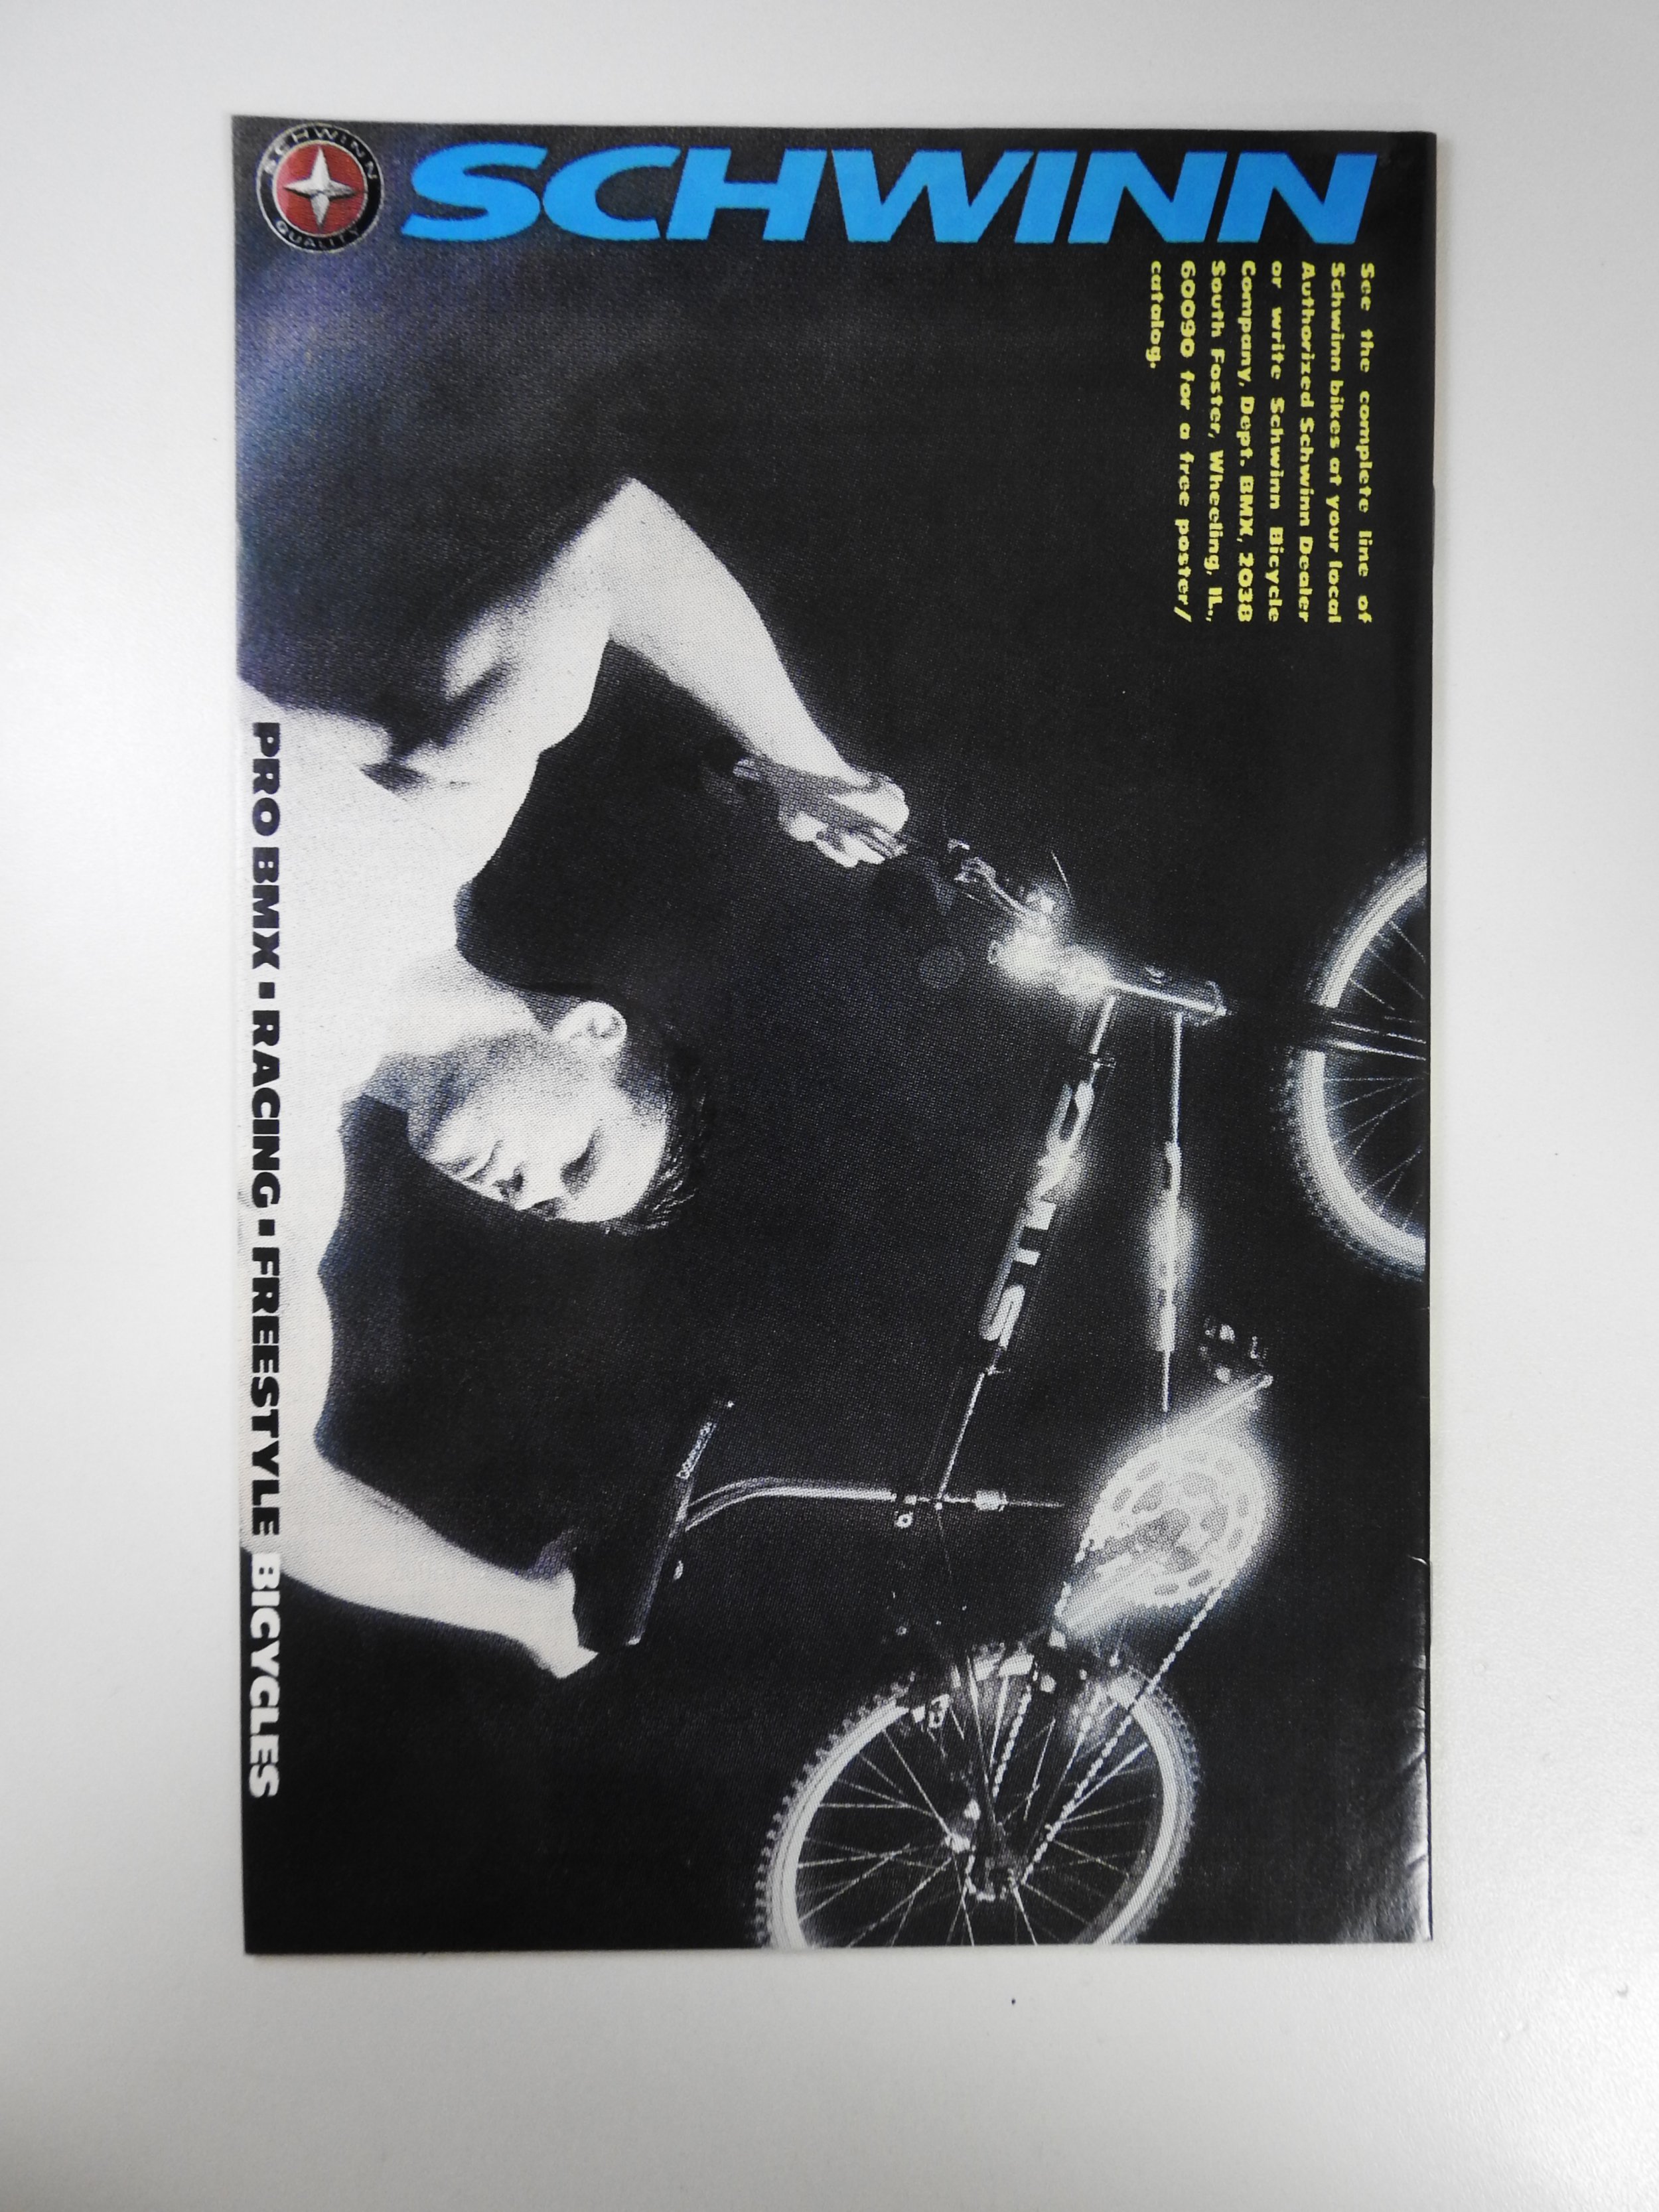 SCHWINN
QUALITY
SCHWINN
See the complete line of
Schwinn bikes at your local
Authorized Schwinn Dealer
or write Schwinn Bicycle
Company, Dept. BMX, 2038
South Foster, Wheeling, IL.,
60090 for a free poster/
catalog.
PRO BMX ▪ RACING ▪ FREESTYLE BICYCLES